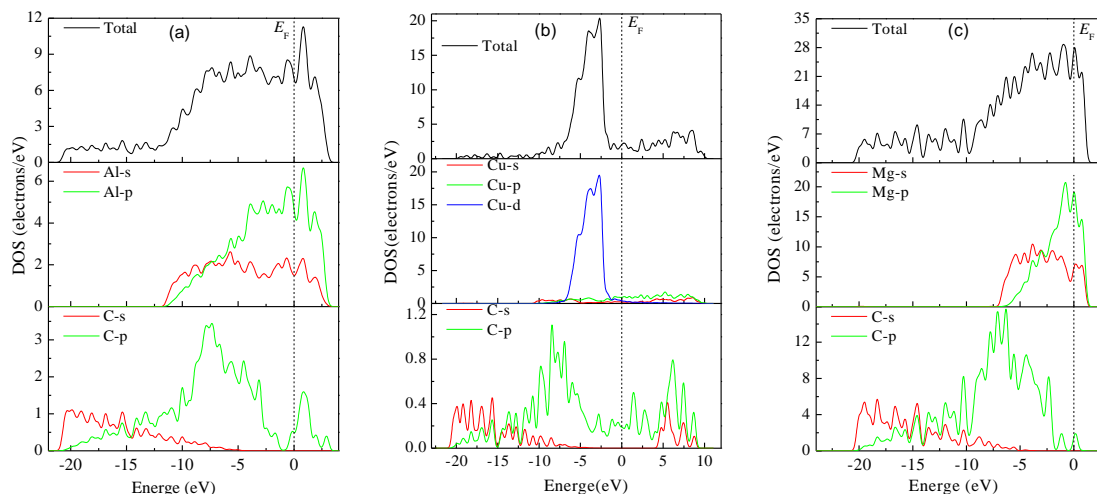 (a)
Total
E_F
DOS (electrons/eV)
12
9
6
3
0
Al-s
Al-p
6
4
2
0
C-s
C-p
3
2
1
0
-20 -15 -10 -5 0
Energe (eV)
(b)
Total
E_F
DOS(electrons/eV)
20
15
10
5
0
Cu-s
Cu-p
Cu-d
20
15
10
5
0
C-s
C-p
1.2
0.8
0.4
0.0
-20 -15 -10 -5 0 5 10
Energe(eV)
(c)
Total
E_F
DOS (electrons/eV)
35
28
21
14
7
0
Mg-s
Mg-p
20
15
10
5
0
C-s
C-p
12
8
4
0
-20 -15 -10 -5 0
Energe (eV)